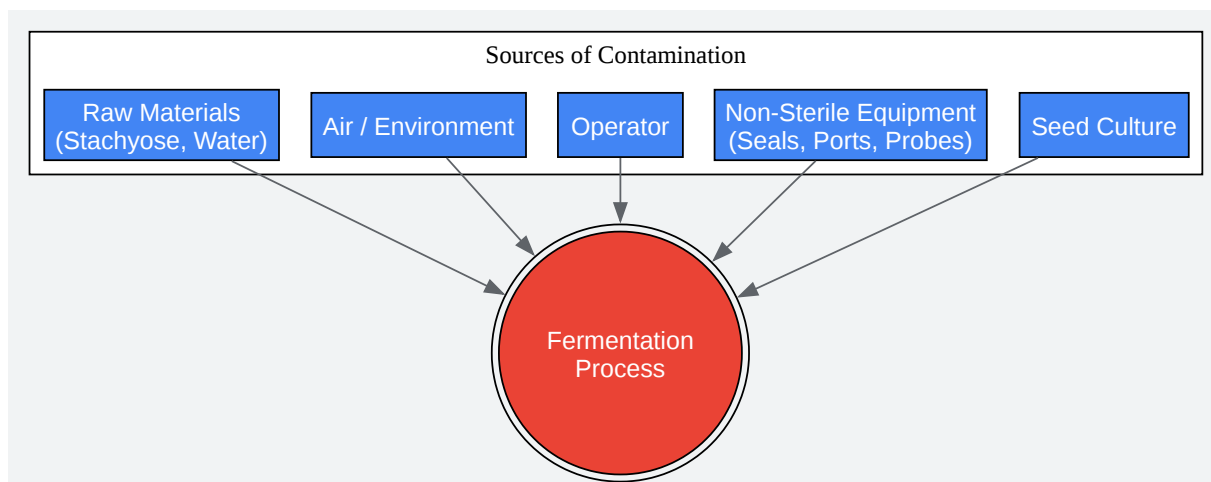 Sources of Contamination
Raw Materials
(Stachyose, Water)
Air / Environment
Operator
Non-Sterile Equipment
(Seals, Ports, Probes)
Seed Culture
Fermentation
Process